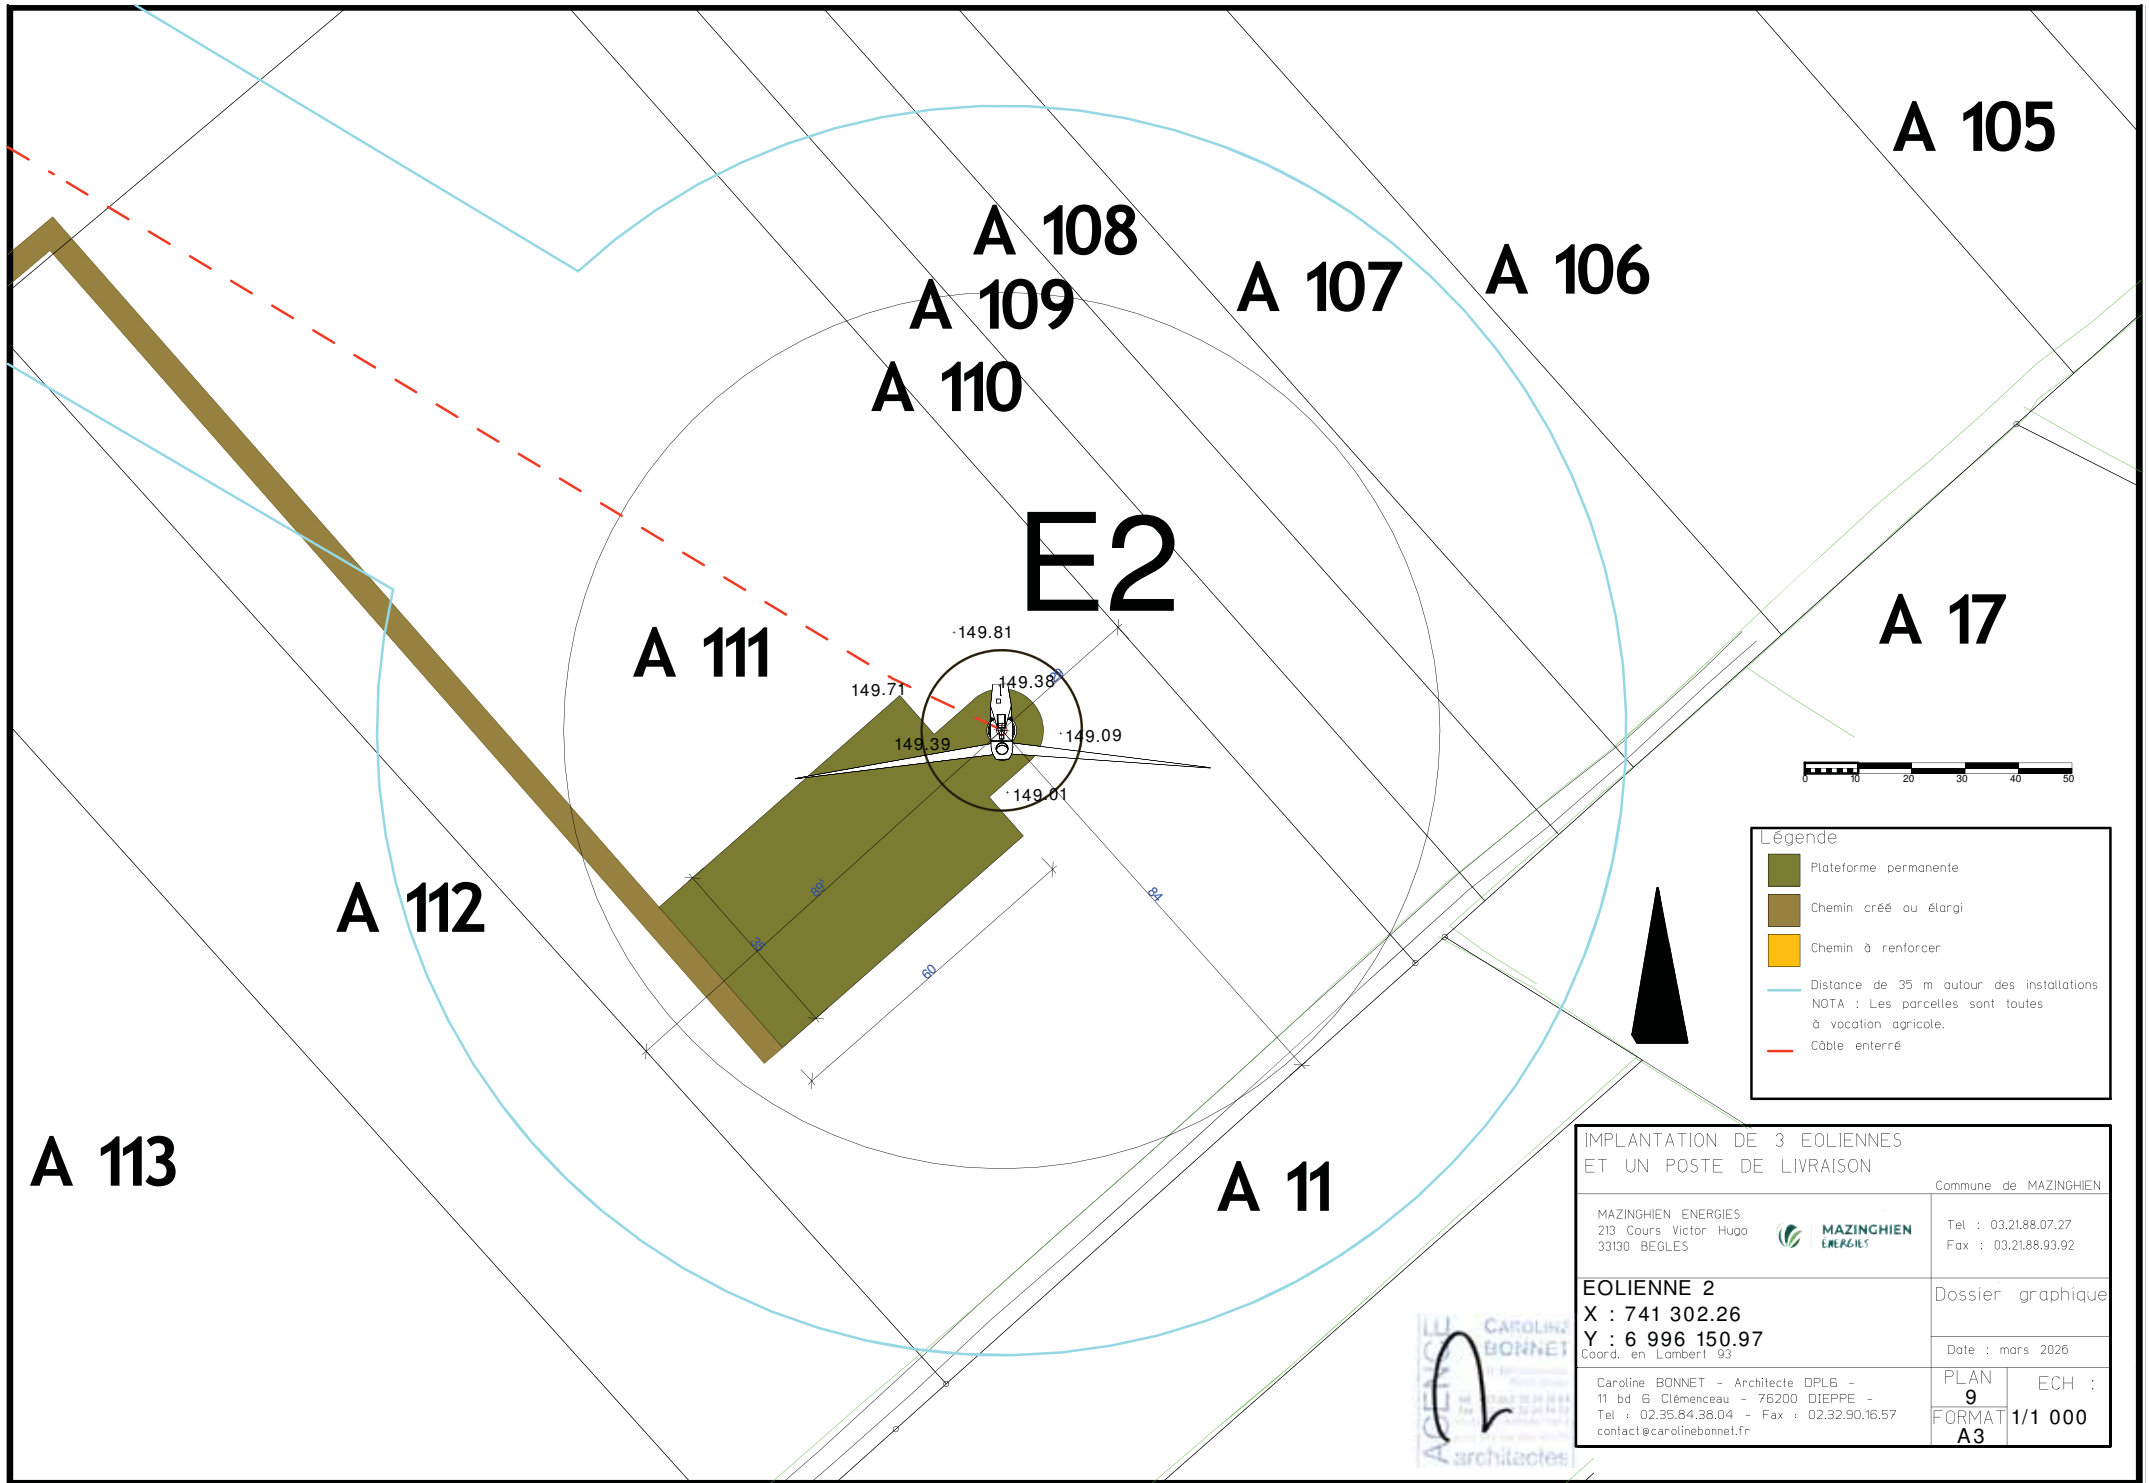 A 105
A 108
A 106
A 107
A 109
A 110
E2
A 17
149.81
A 111
149.38
20
149.71
149.09
149.39
149.01
0 10 20 30 40 50
Légende
Plateforme permanente
Chemin créé ou élargi
Chemin à renforcer
Distance de 35 m autour des installations
NOTA : Les parcelles sont toutes
à vocation agricole.
Câble enterré
89
84
A 112
35
60
A 113
A 11
IMPLANTATION DE 3 EOLIENNES
ET UN POSTE DE LIVRAISON
Commune de MAZINGHIEN
MAZINGHIEN ENERGIES
213 Cours Victor Hugo
33130 BEGLES
MAZINGHIEN
ENERGIES
Tel : 03.21.88.07.27
Fax : 03.21.88.93.92
EOLIENNE 2
X : 741 302.26
Y : 6 996 150.97
Coord. en Lambert 93
Dossier graphique
Date : mars 2026
Caroline BONNET - Architecte DPLG -
11 bd G Clémenceau - 76200 DIEPPE -
Tel : 02.35.84.38.04 - Fax : 02.32.90.16.57
contact@carolinebonnet.fr
PLAN
9
FORMAT
A3
ECH :
1/1 000
AGENCE
CAROLINE
BONNET
architectes